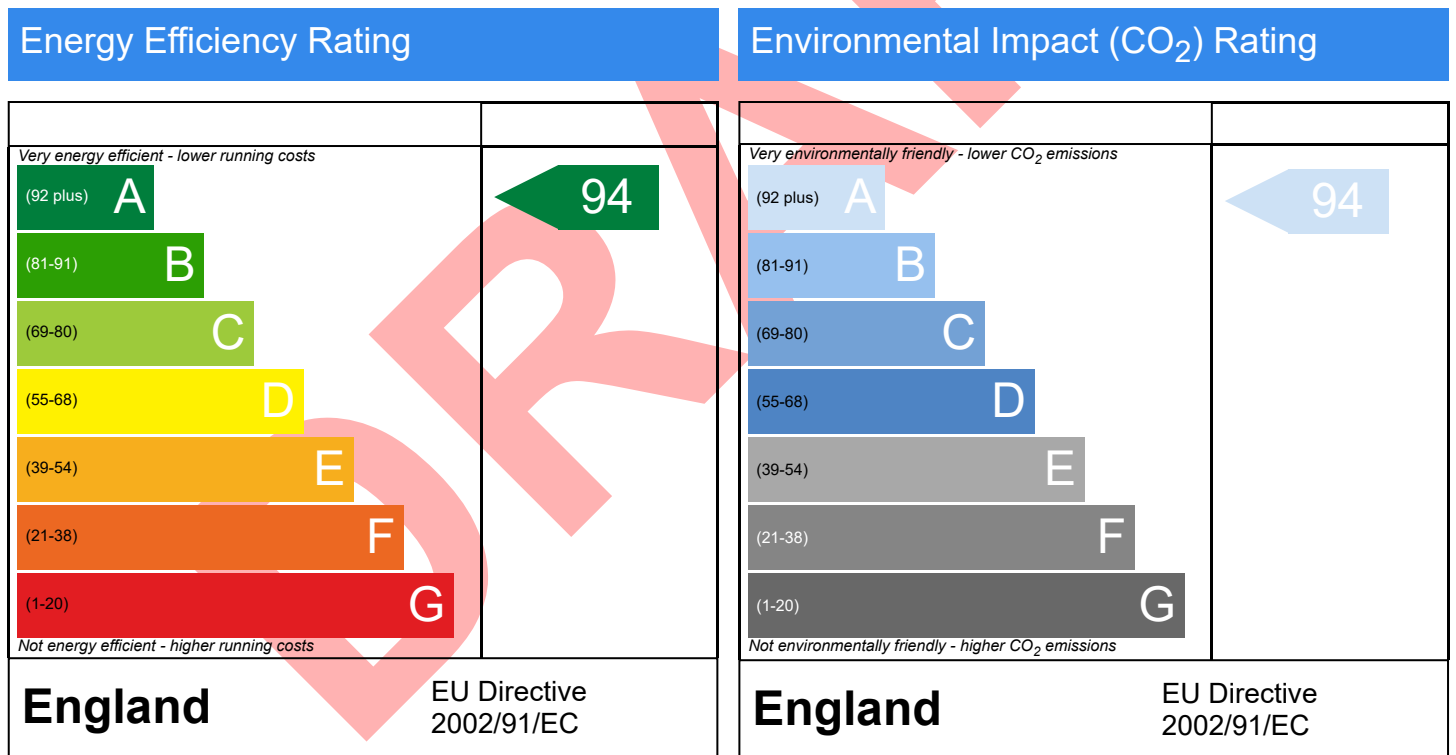 Energy Efficiency Rating
Very energy efficient - lower running costs
(92 plus) A
94
(81-91) B
(69-80) C
(55-68) D
(39-54) E
(21-38) F
(1-20) G
Not energy efficient - higher running costs
England
EU Directive
2002/91/EC
Environmental Impact (CO2) Rating
Very environmentally friendly - lower CO2 emissions
(92 plus) A
94
(81-91) B
(69-80) C
(55-68) D
(39-54) E
(21-38) F
(1-20) G
Not environmentally friendly - higher CO2 emissions
England
EU Directive
2002/91/EC
DRA